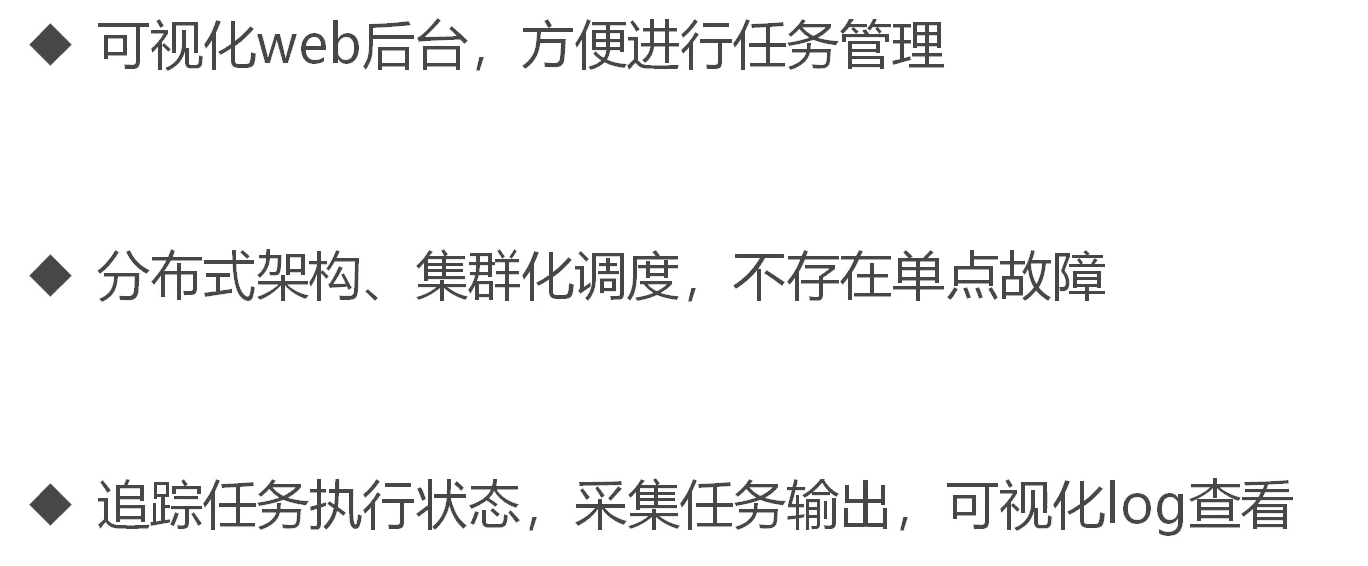 ◆ 可视化web后台，方便进行任务管理
◆ 分布式架构、集群化调度，不存在单点故障
◆ 追踪任务执行状态，采集任务输出，可视化log查看